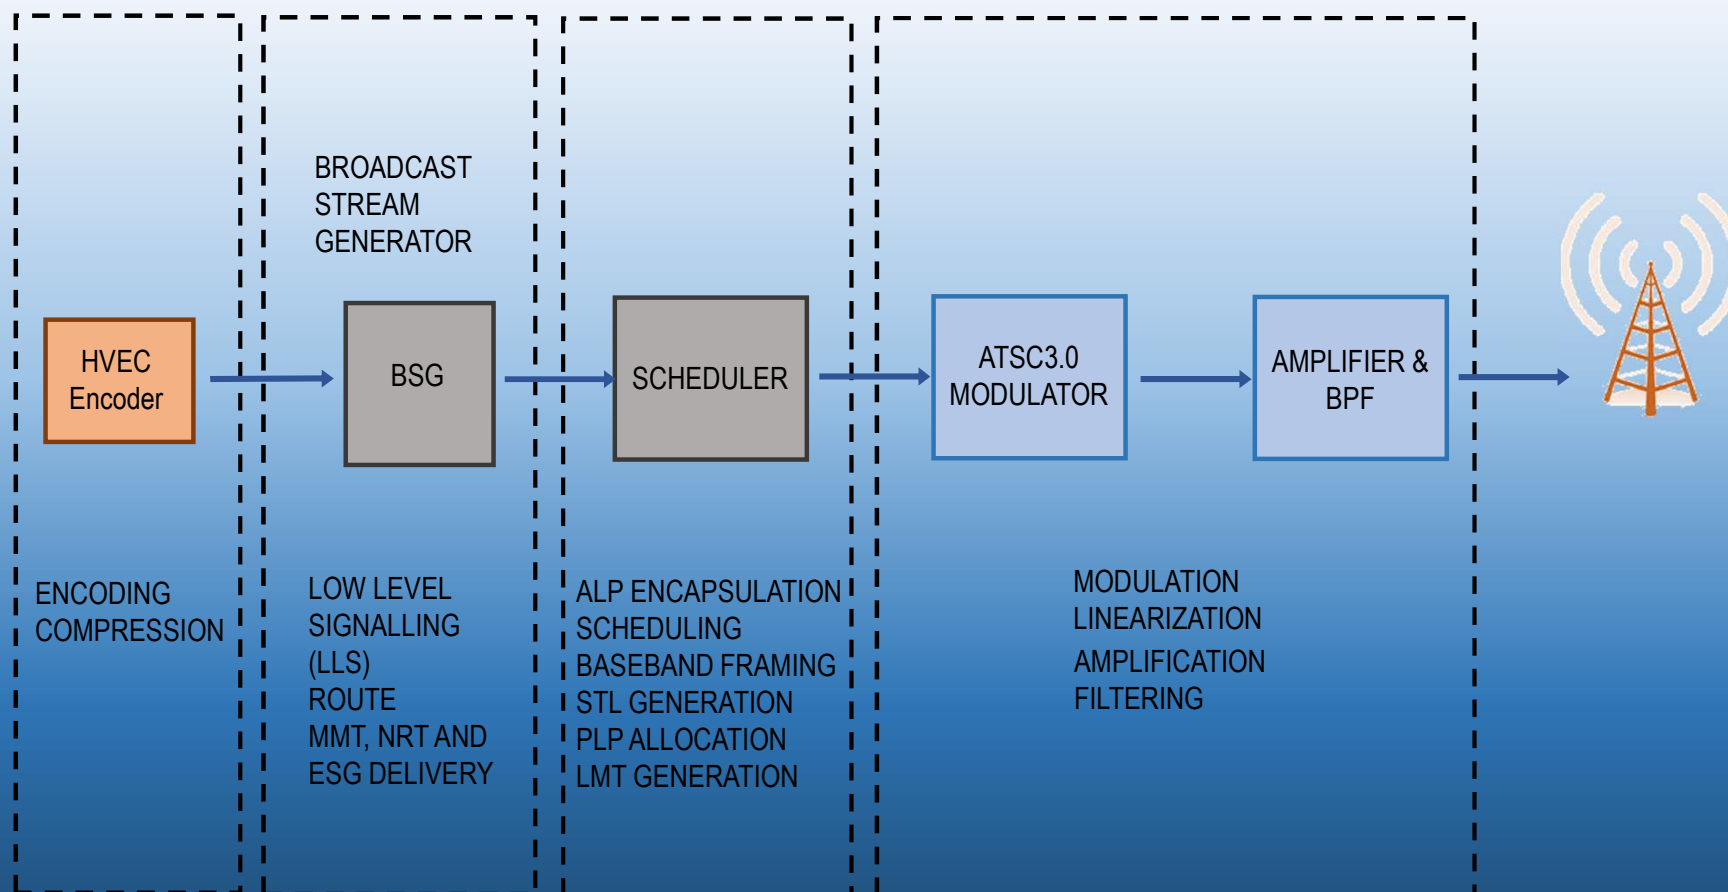 BROADCAST
STREAM
GENERATOR
HVEC
Encoder
BSG
SCHEDULER
ATSC3.0
MODULATOR
AMPLIFIER &
BPF
ENCODING
COMPRESSION
LOW LEVEL
SIGNALLING
(LLS)
ROUTE
MMT, NRT AND
ESG DELIVERY
ALP ENCAPSULATION
SCHEDULING
BASEBAND FRAMING
STL GENERATION
PLP ALLOCATION
LMT GENERATION
MODULATION
LINEARIZATION
AMPLIFICATION
FILTERING